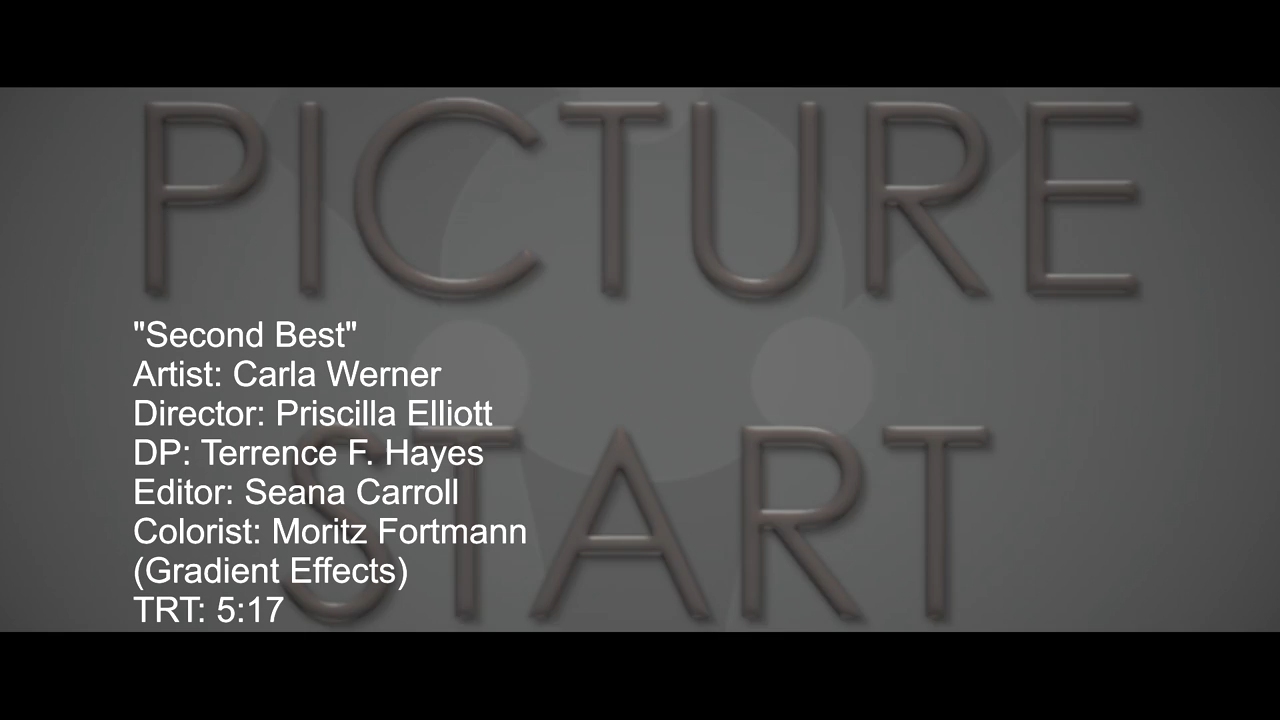 PICTURE
"Second Best"
Artist: Carla Werner
Director: Priscilla Elliott
DP: Terrence F. Hayes
Editor: Seana Carroll
Colorist: Moritz Fortmann
(Gradient Effects)
TRT: 5:17
START